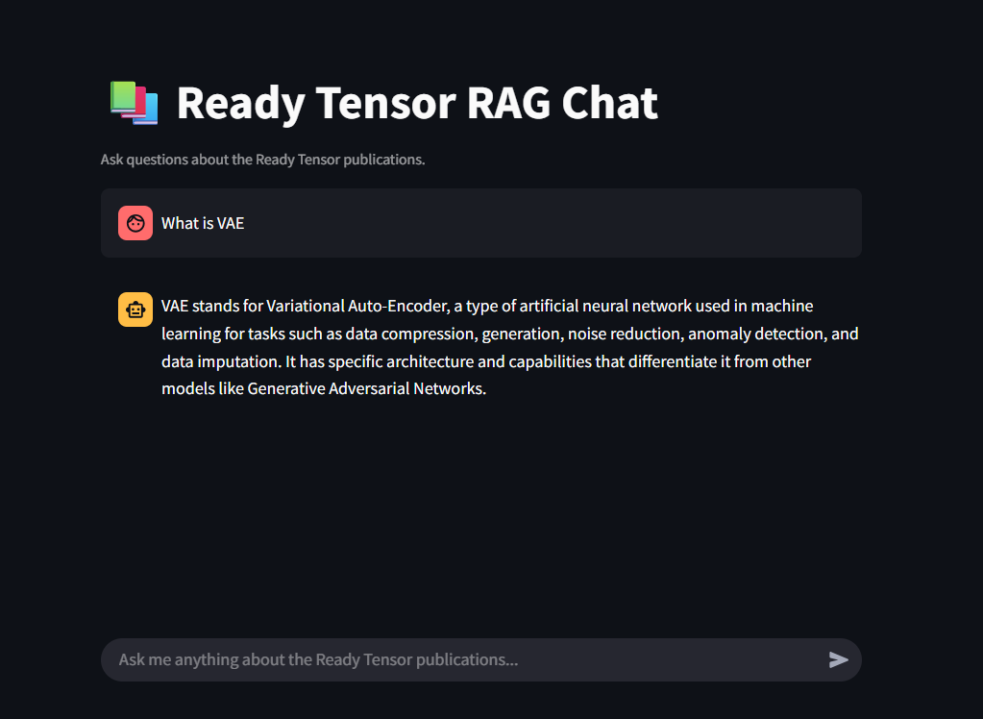 Ready Tensor RAG Chat
Ask questions about the Ready Tensor publications.
What is VAE
VAE stands for Variational Auto-Encoder, a type of artificial neural network used in machine
learning for tasks such as data compression, generation, noise reduction, anomaly detection, and
data imputation. It has specific architecture and capabilities that differentiate it from other
models like Generative Adversarial Networks.
Ask me anything about the Ready Tensor publications...